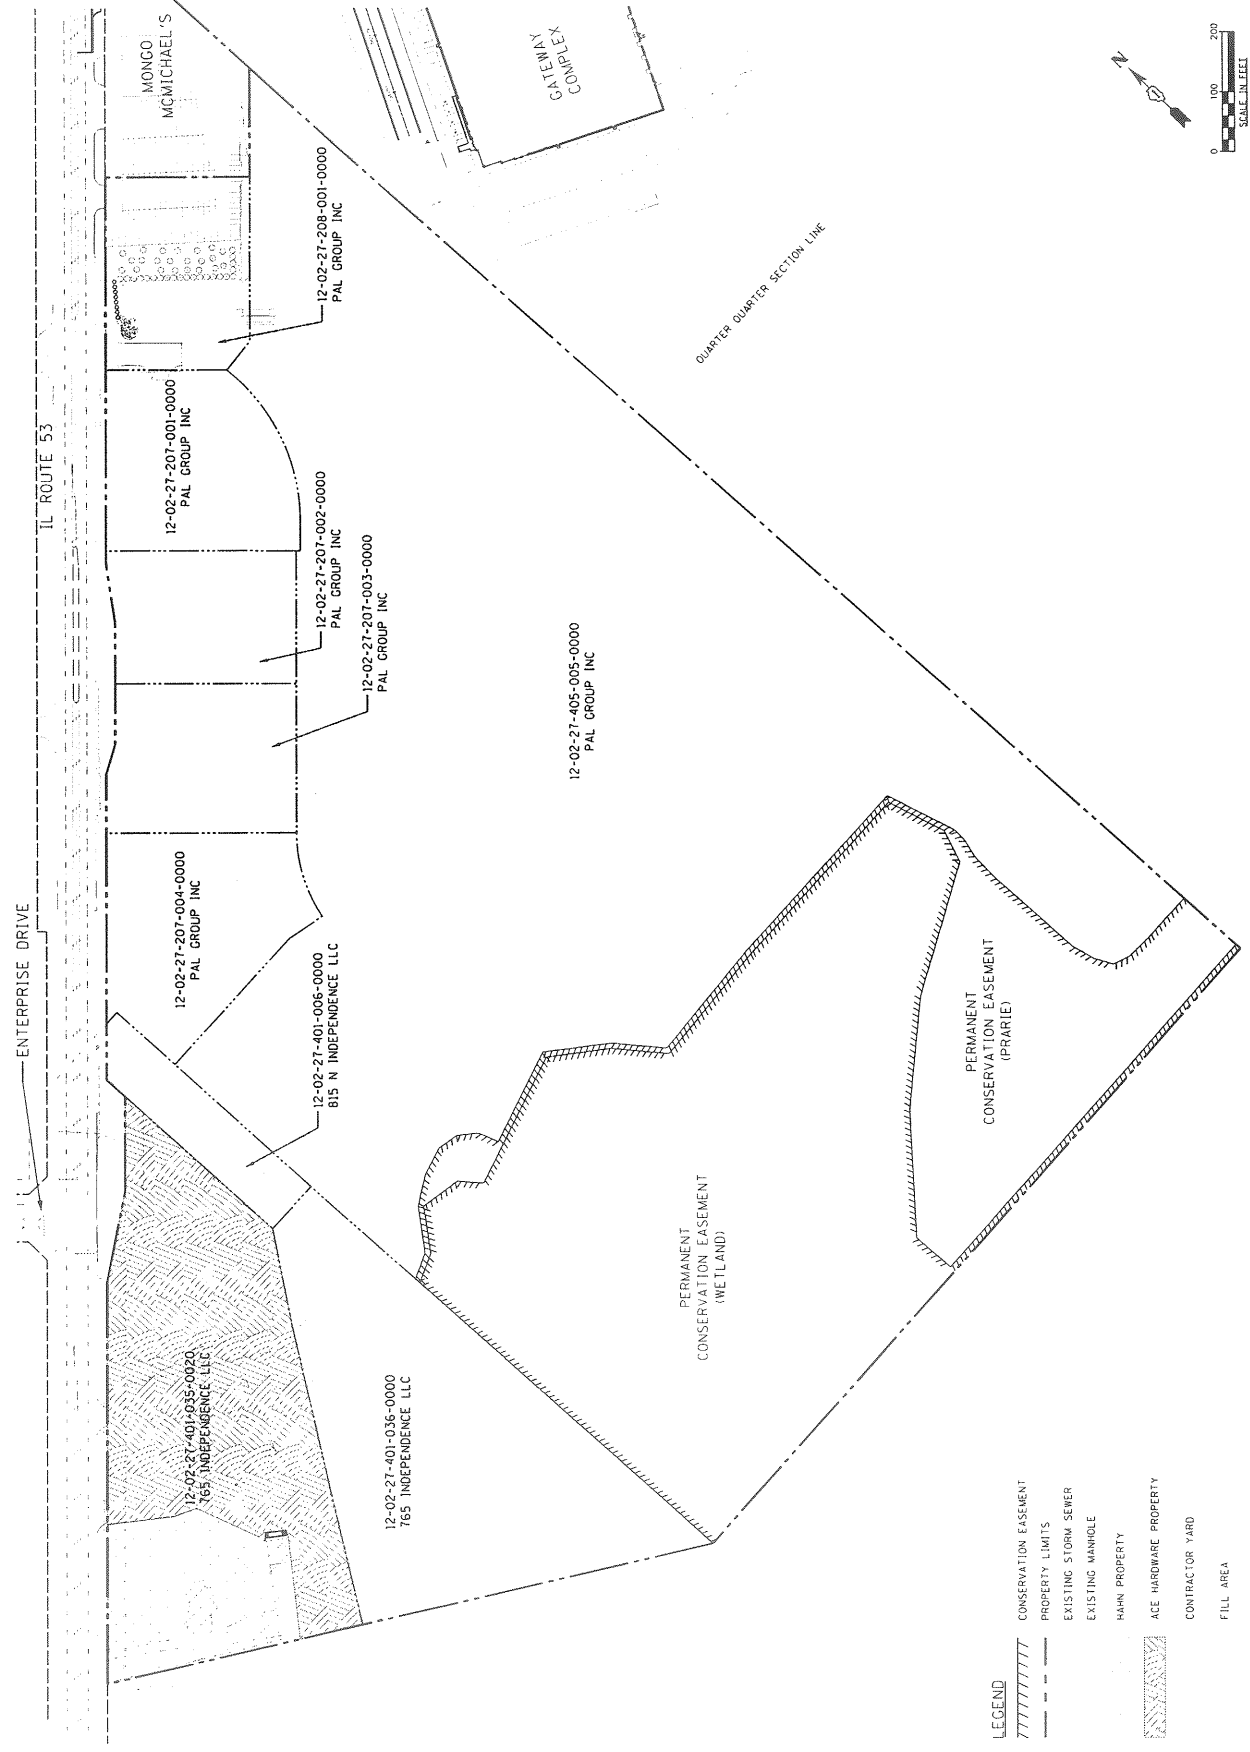 ENTERPRISE DRIVE
IL ROUTE 53
MONGO
MCMICHAEL'S
GATEWAY
COMPLEX
12-02-27-208-001-0000
PAL GROUP INC
12-02-27-207-001-0000
PAL GROUP INC
12-02-27-207-002-0000
PAL GROUP INC
12-02-27-207-003-0000
PAL GROUP INC
12-02-27-207-004-0000
PAL GROUP INC
12-02-27-401-006-0000
815 N INDEPENDENCE LLC
12-02-27-401-035-0020
765 INDEPENDENCE LLC
12-02-27-401-036-0000
765 INDEPENDENCE LLC
12-02-27-405-005-0000
PAL GROUP INC
QUARTER QUARTER SECTION LINE
PERMANENT
CONSERVATION EASEMENT
(WETLAND)
PERMANENT
CONSERVATION EASEMENT
(PRARIE)
N
0 100 200
SCALE IN FEET
LEGEND
CONSERVATION EASEMENT
PROPERTY LIMITS
EXISTING STORM SEWER
EXISTING MANHOLE
HAHN PROPERTY
ACE HARDWARE PROPERTY
CONTRACTOR YARD
FILL AREA